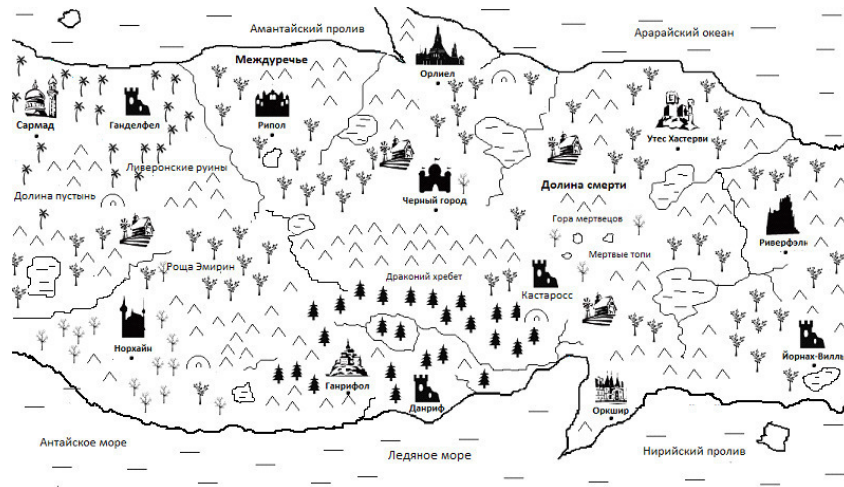 Амантайский пролив
Арарайский океан
Междуречье
Орлиел
Сармад
Ганделфел
Рипол
Утес Хастерви
Ливеронские руины
Долина пустынь
Черный город
Долина смерти
Гора мертвецов
Риверфэлн
Мертвые топи
Роща Эмирин
Драконий хребет
Кастаросс
Норхайн
Йорнах-Вилль
Ганрифол
Данриф
Оркшир
Антайское море
Ледяное море
Нирийский пролив